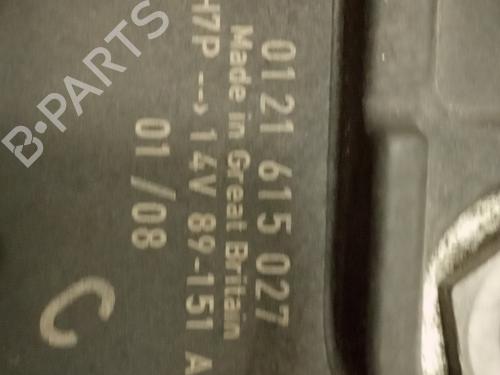 0121 615 027
Made in Great Britain
H7P --> 14V 89-151 A
01/08
C
B-PARTS